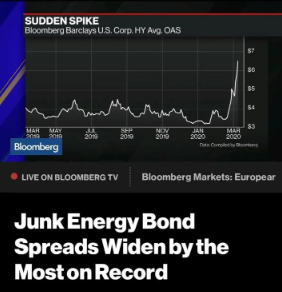 SUDDEN SPIKE
Bloomberg Barclays U.S. Corp. HY Avg. OAS
$7
$6
$5
$4
$3
MAR MAY JUL SEP NOV JAN MAR
2019 2019 2019 2019 2019 2020 2020
Data: Compiled by Bloomberg
Bloomberg
LIVE ON BLOOMBERG TV
Bloomberg Markets: European
Junk Energy Bond
Spreads Widen by the
Most on Record